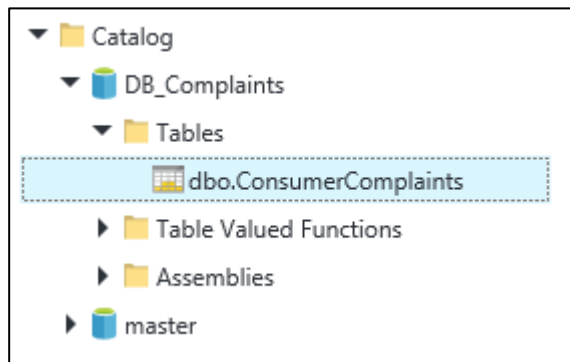 Catalog
DB_Complaints
Tables
dbo.ConsumerComplaints
Table Valued Functions
Assemblies
master